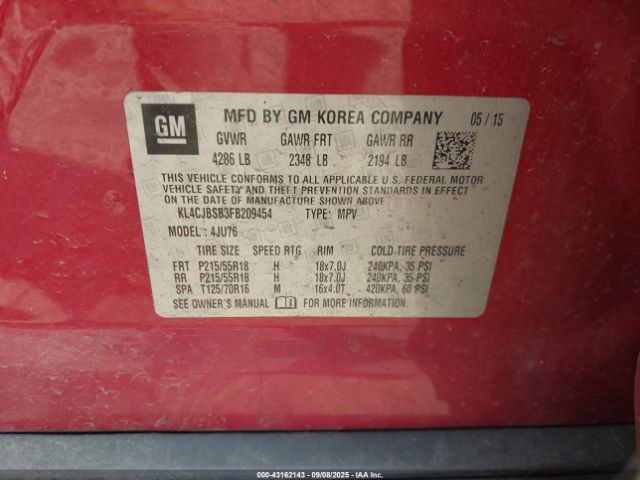 GM
MFD BY GM KOREA COMPANY 05 / 15
GVWR GAWR FRT GAWR RR
4286 LB 2348 LB 2194 LB
THIS VEHICLE CONFORMS TO ALL APPLICABLE U.S. FEDERAL MOTOR
VEHICLE SAFETY AND THEFT PREVENTION STANDARDS IN EFFECT
ON THE DATE OF MANUFACTURE SHOWN ABOVE.
KL4CJBSB3FB209454 TYPE: MPV
MODEL : 4JU76
TIRE SIZE SPEED RTG RIM COLD TIRE PRESSURE
FRT P215/55R18 H 18x7.0J 240KPA, 35 PSI
RR P215/55R18 H 18x7.0J 240KPA, 35 PSI
SPA T125/70R16 M 16x4.0T 420KPA, 60 PSI
SEE OWNER'S MANUAL FOR MORE INFORMATION.
000-43162143 - 09/08/2025 - IAAI.com